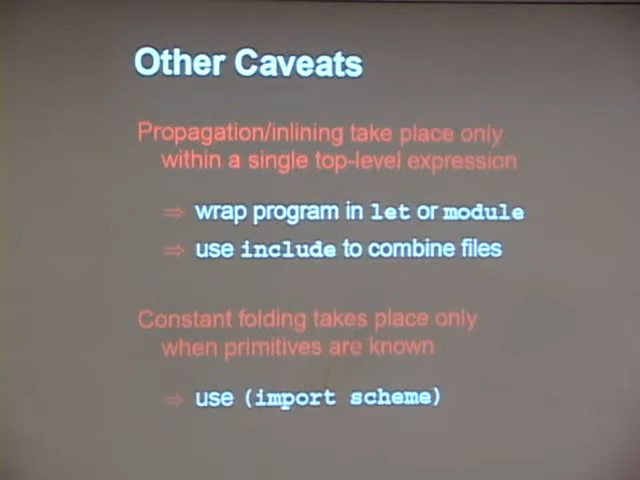 Other Caveats
Propagation/inlining take place only
within a single top-level expression
⇒ wrap program in let or module
⇒ use include to combine files
Constant folding takes place only
when primitives are known
⇒ use (import scheme)